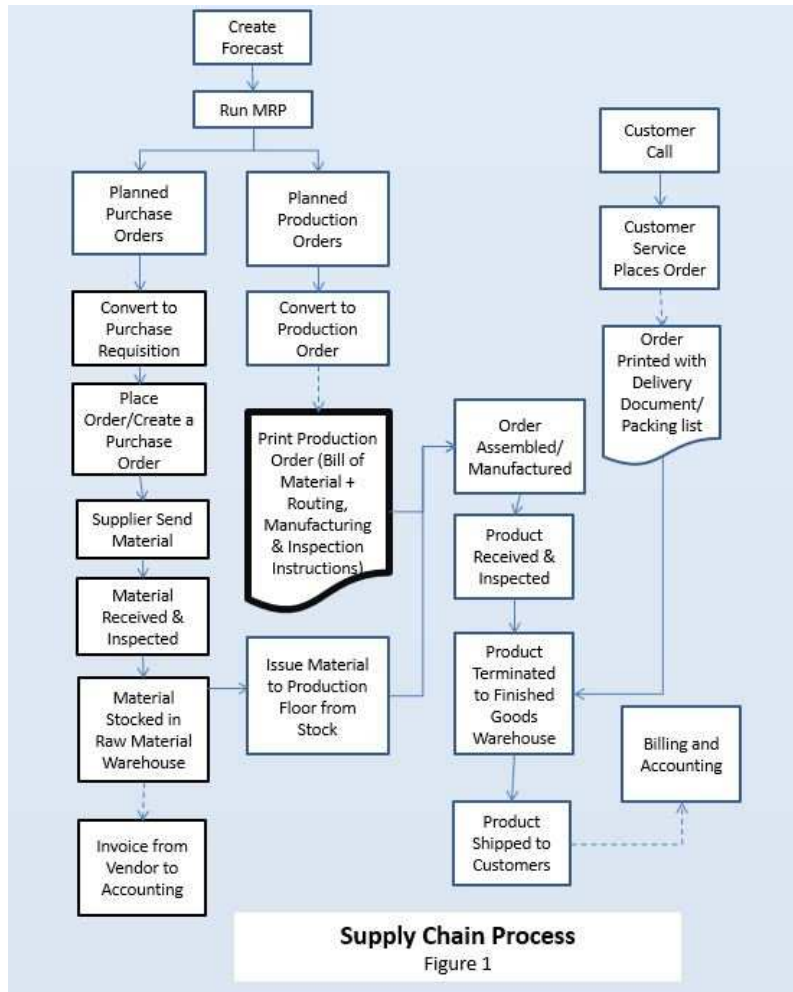 Create
Forecast
Run MRP
Planned
Purchase
Orders
Planned
Production
Orders
Customer
Call
Customer
Service
Places Order
Convert to
Purchase
Requisition
Convert to
Production
Order
Order
Printed with
Delivery
Document/
Packing list
Place
Order/Create a
Purchase
Order
Print Production
Order (Bill of
Material +
Routing,
Manufacturing
& Inspection
Instructions)
Order
Assembled/
Manufactured
Supplier Send
Material
Product
Received &
Inspected
Material
Received &
Inspected
Issue Material
to Production
Floor from
Stock
Product
Terminated
to Finished
Goods
Warehouse
Material
Stocked in
Raw Material
Warehouse
Billing and
Accounting
Invoice from
Vendor to
Accounting
Product
Shipped to
Customers
Supply Chain Process
Figure 1